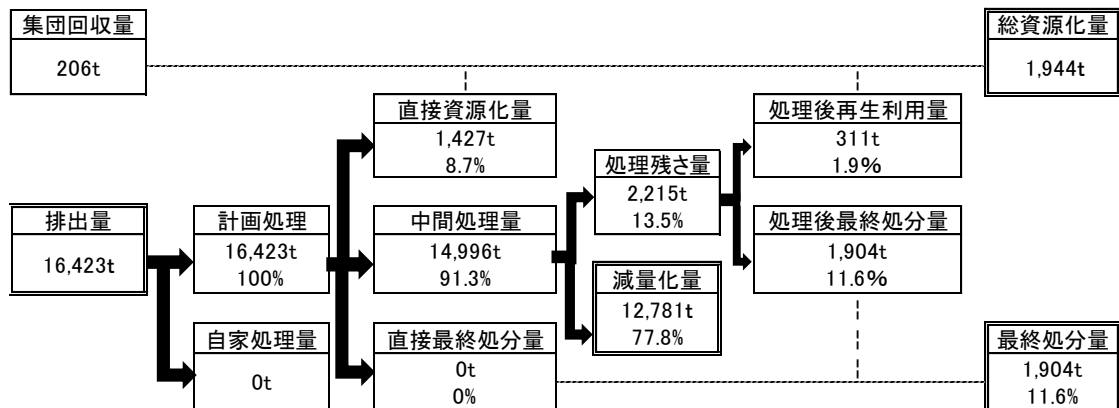 集団回収量
206t
総資源化量
1,944t
直接資源化量
1,427t
8.7%
処理後再生利用量
311t
1.9%
処理残さ量
2,215t
13.5%
排出量
16,423t
計画処理
16,423t
100%
中間処理量
14,996t
91.3%
処理後最終処分量
1,904t
11.6%
減量化量
12,781t
77.8%
自家処理量
0t
直接最終処分量
0t
0%
最終処分量
1,904t
11.6%